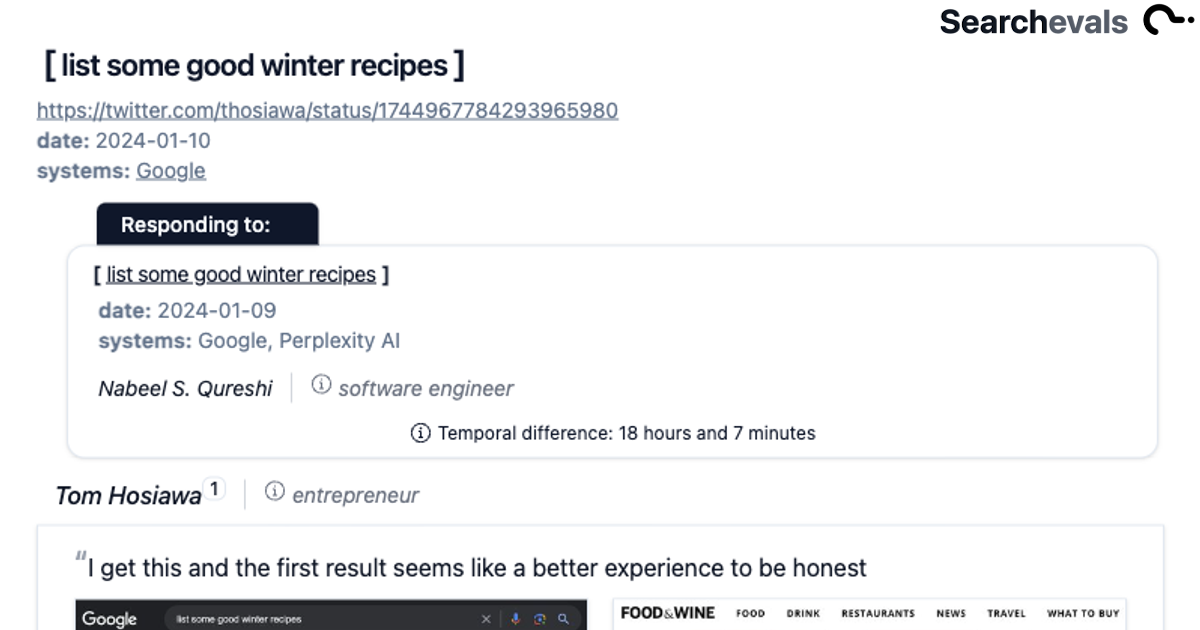 Searchevals
[ list some good winter recipes ]
https://twitter.com/thosiawa/status/1744967784293965980
date: 2024-01-10
systems: Google
Responding to:
[ list some good winter recipes ]
date: 2024-01-09
systems: Google, Perplexity AI
Nabeel S. Qureshi software engineer
Temporal difference: 18 hours and 7 minutes
Tom Hosiawa 1 entrepreneur
“I get this and the first result seems like a better experience to be honest
Google list some good winter recipes
FOOD&WINE FOOD DRINK RESTAURANTS NEWS TRAVEL WHAT TO BUY